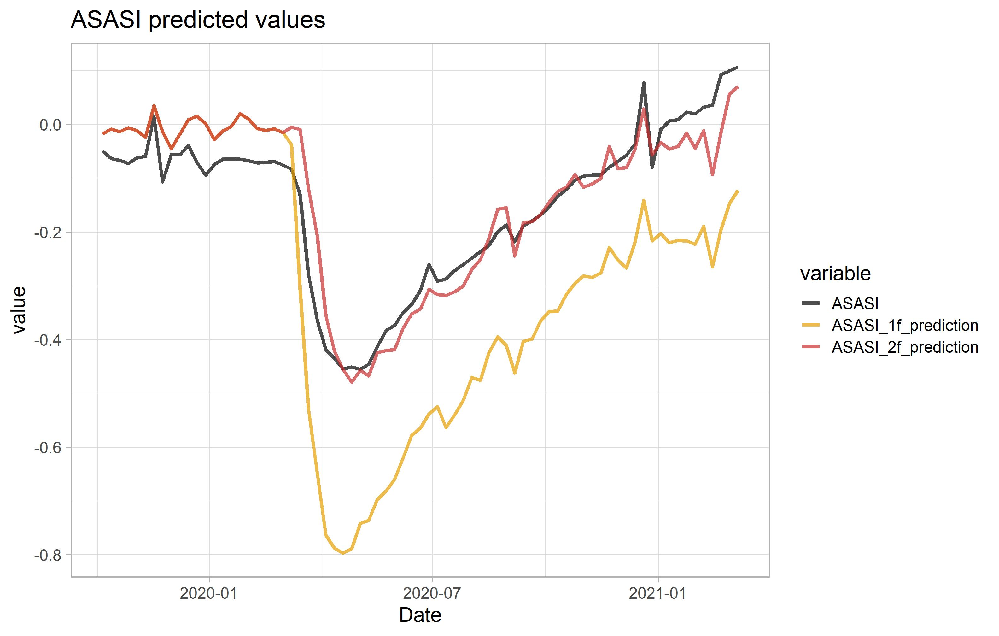 ASASI predicted values
value
0.0
-0.2
-0.4
-0.6
-0.8
2020-01
2020-07
2021-01
Date
variable
ASASI
ASASI_1f_prediction
ASASI_2f_prediction